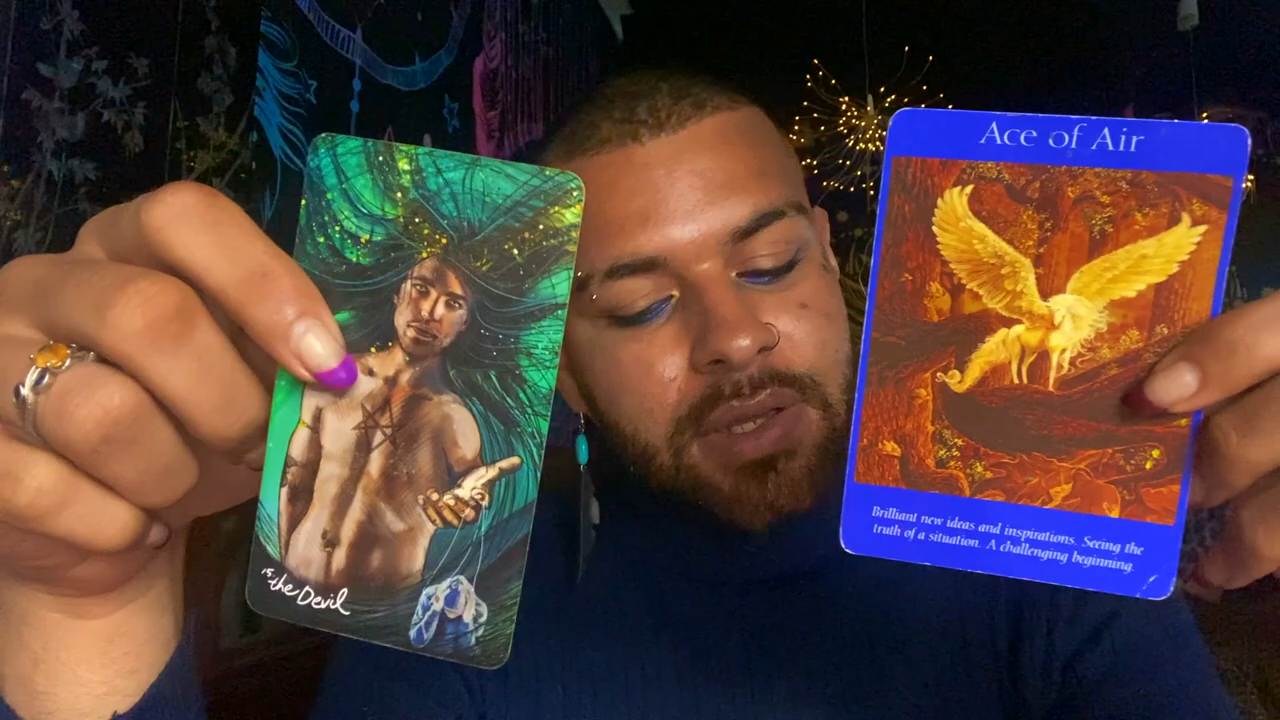 15
the Devil
Ace of Air
Brilliant new ideas and inspirations. Seeing the
truth of a situation. A challenging beginning.